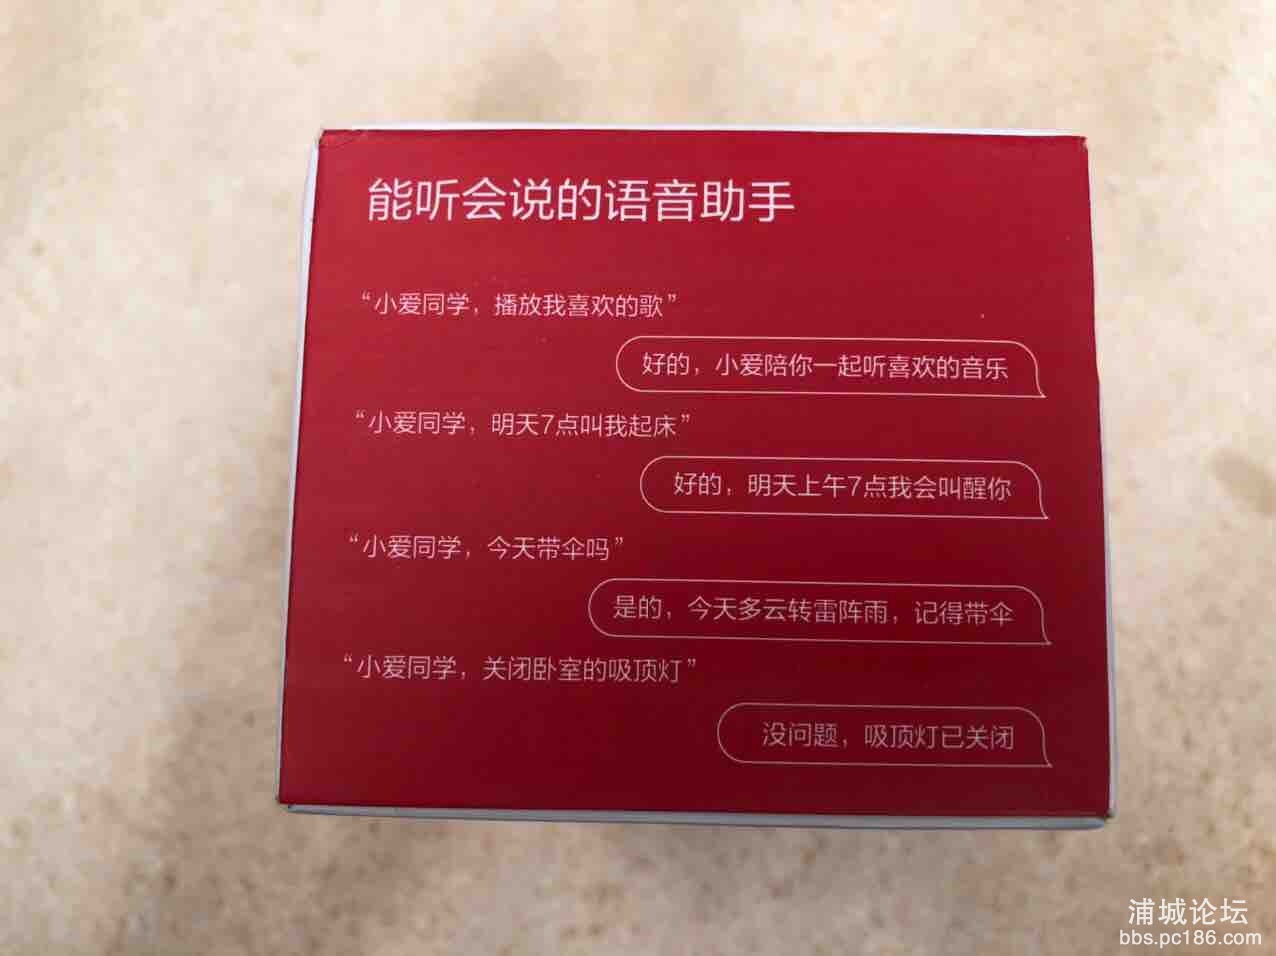 能听会说的语音助手
“小爱同学，播放我喜欢的歌”
好的，小爱陪你一起听喜欢的音乐
“小爱同学，明天7点叫我起床”
好的，明天上午7点我会叫醒你
“小爱同学，今天带伞吗”
是的，今天多云转雷阵雨，记得带伞
“小爱同学，关闭卧室的吸顶灯”
没问题，吸顶灯已关闭
浦城论坛
bbs.pc186.com